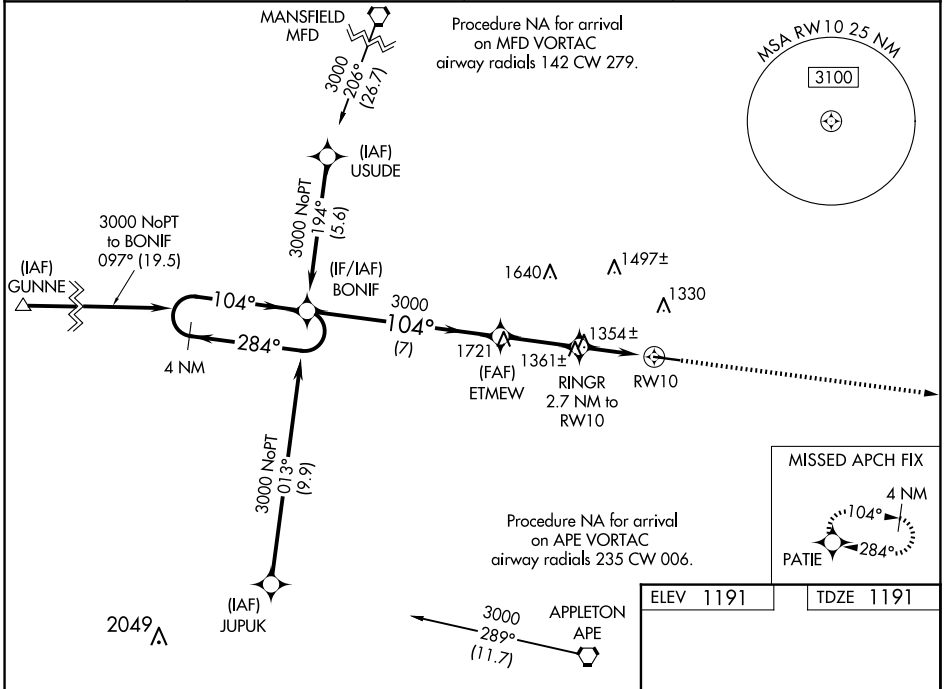 MANSFIELD
MFD
3000
206°
(26.7)
Procedure NA for arrival
on MFD VORTAC
airway radials 142 CW 279.
MSA RW10 25 NM
3100
(IAF)
USUDE
3000 NoPT
194°
(5.6)
3000 NoPT
to BONIF
097° (19.5)
(IAF)
GUNNE
104°
284°
4 NM
(IF/IAF)
BONIF
3000
104°
(7)
1640
1497±
1330
1721
(FAF)
ETMEW
1361±
1354±
RINGR
2.7 NM to
RW10
RW10
3000 NoPT
013°
(9.9)
(IAF)
JUPUK
2049
Procedure NA for arrival
on APE VORTAC
airway radials 235 CW 006.
3000
289°
(11.7)
APPLETON
APE
MISSED APCH FIX
4 NM
104°
284°
PATIE
ELEV 1191
TDZE 1191